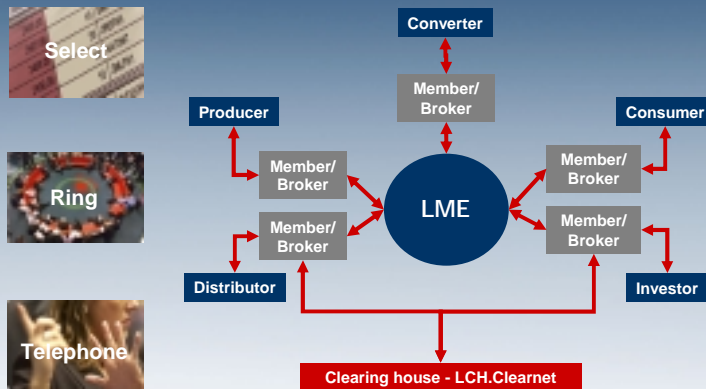 Select
Ring
Telephone
Converter
Member/
Broker
Producer
Consumer
Member/
Broker
Member/
Broker
LME
Member/
Broker
Member/
Broker
Distributor
Investor
Clearing house - LCH.Clearnet